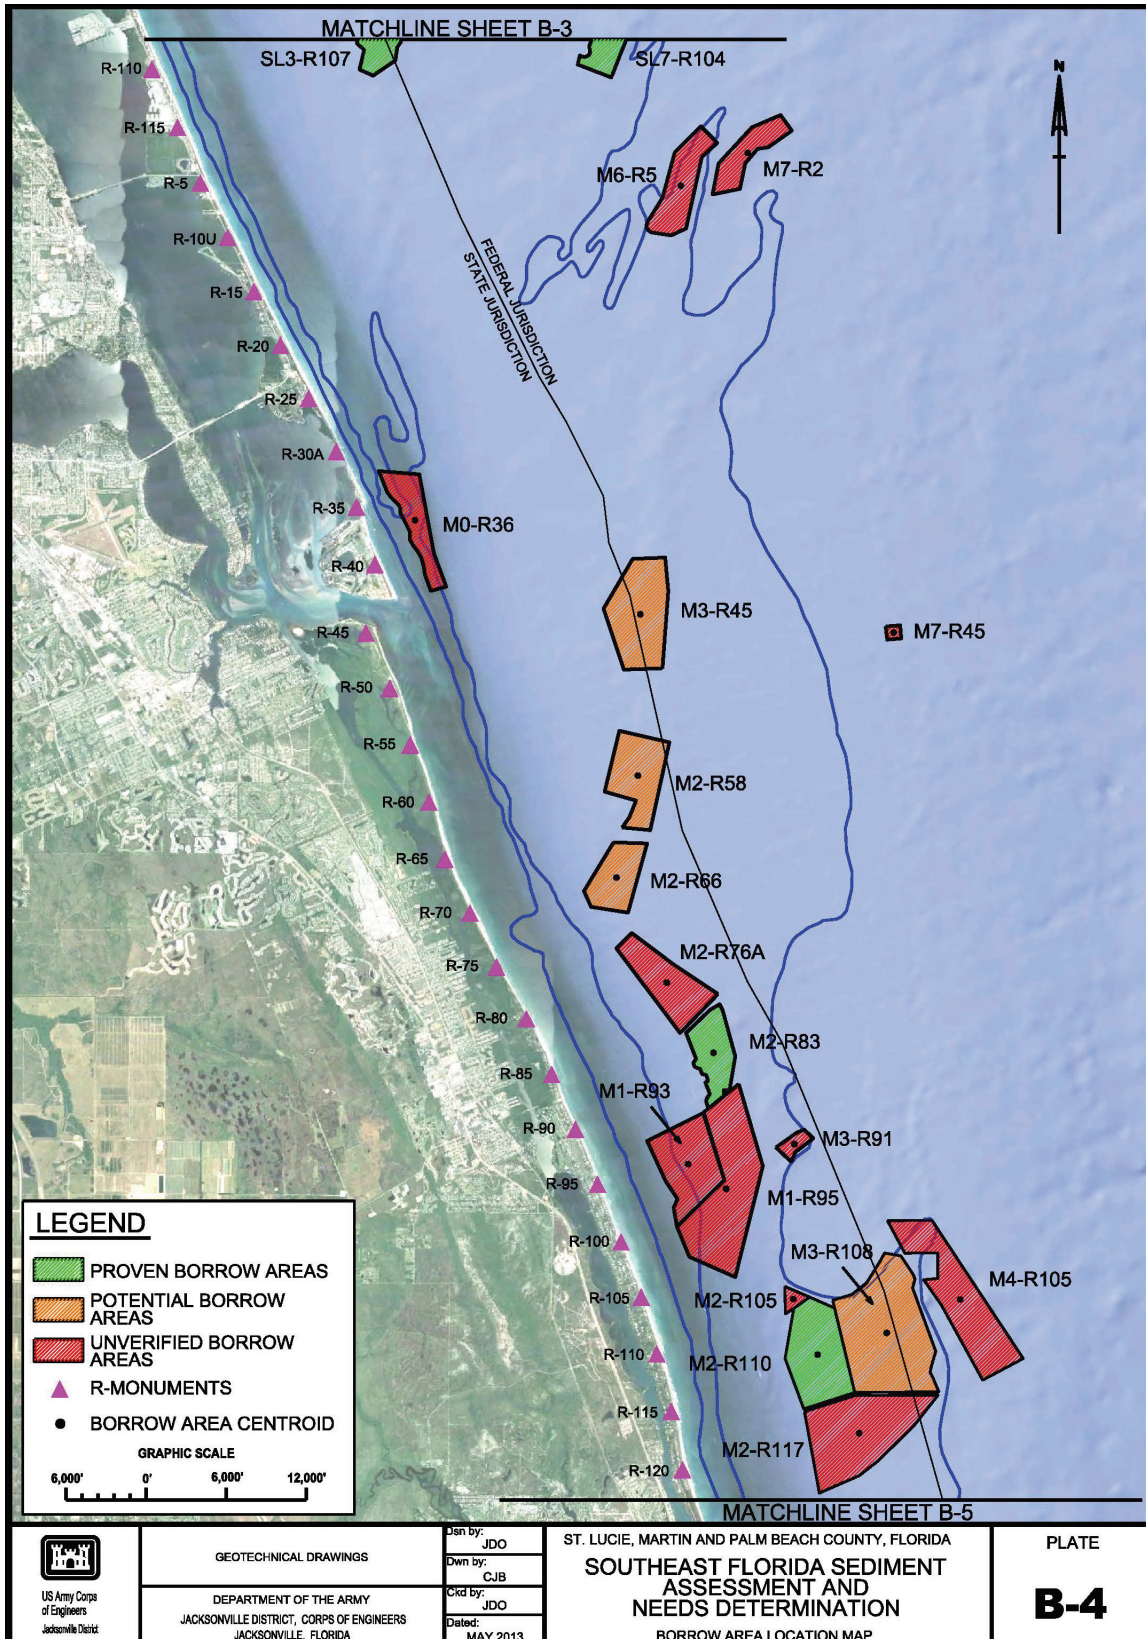 MATCHLINE SHEET B-3
SL3-R107
SL7-R104
N
R-110
R-115
R-5
R-10U
R-15
R-20
R-25
R-30A
R-35
R-40
R-45
R-50
R-55
R-60
R-65
R-70
R-75
R-80
R-85
R-90
R-95
R-100
R-105
R-110
R-115
R-120
M6-R5
M7-R2
FEDERAL JURISDICTION
STATE JURISDICTION
M0-R36
M3-R45
M7-R45
M2-R58
M2-R66
M2-R76A
M2-R83
M1-R93
M3-R91
M1-R95
M3-R108
M4-R105
M2-R105
M2-R110
M2-R117
LEGEND
PROVEN BORROW AREAS
POTENTIAL BORROW
AREAS
UNVERIFIED BORROW
AREAS
R-MONUMENTS
BORROW AREA CENTROID
GRAPHIC SCALE
6,000' 0' 6,000' 12,000'
MATCHLINE SHEET B-5
US Army Corps
of Engineers
Jacksonville District
GEOTECHNICAL DRAWINGS
DEPARTMENT OF THE ARMY
JACKSONVILLE DISTRICT, CORPS OF ENGINEERS
JACKSONVILLE, FLORIDA
Dsn by:
JDO
Dwn by:
CJB
Ckd by:
JDO
Dated:
MAY 2013
ST. LUCIE, MARTIN AND PALM BEACH COUNTY, FLORIDA
SOUTHEAST FLORIDA SEDIMENT
ASSESSMENT AND
NEEDS DETERMINATION
BORROW AREA LOCATION MAP
PLATE
B-4